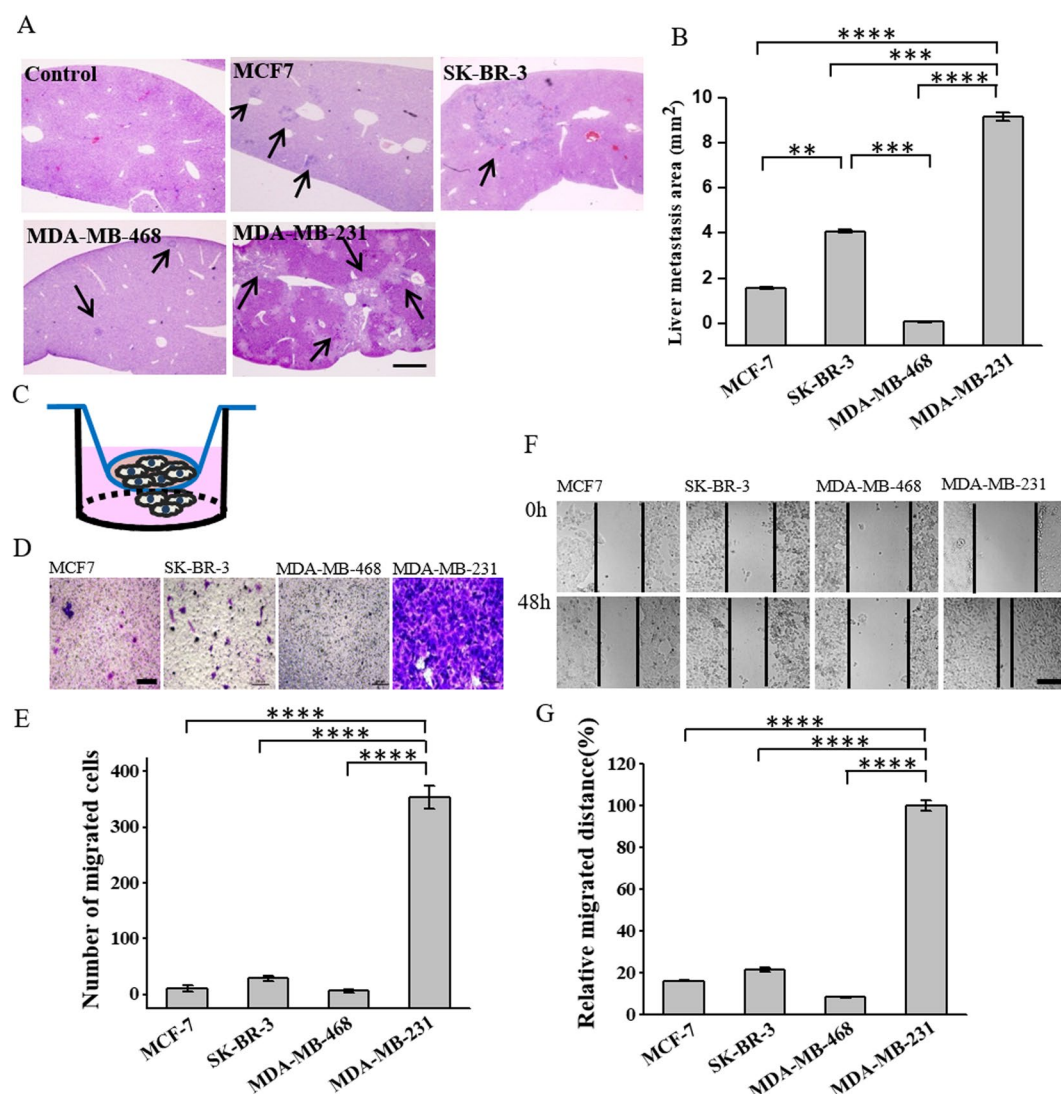 A
Control
MCF7
SK-BR-3
MDA-MB-468
MDA-MB-231
B
****
***
****
**
***
Liver metastasis area (mm²)
10
8
6
4
2
0
MCF-7
SK-BR-3
MDA-MB-468
MDA-MB-231
C
D
MCF7
SK-BR-3
MDA-MB-468
MDA-MB-231
E
****
****
****
Number of migrated cells
400
300
200
100
0
MCF-7
SK-BR-3
MDA-MB-468
MDA-MB-231
F
MCF7
SK-BR-3
MDA-MB-468
MDA-MB-231
0h
48h
G
****
****
****
Relative migrated distance(%)
120
100
80
60
40
20
0
MCF-7
SK-BR-3
MDA-MB-468
MDA-MB-231